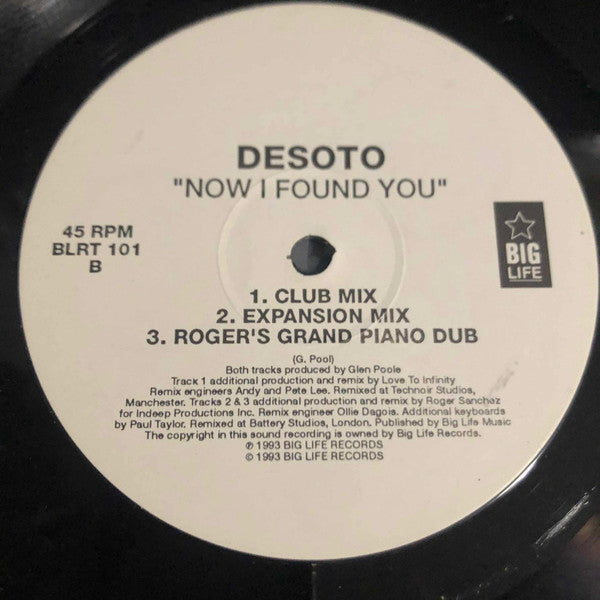 DESOTO
"NOW I FOUND YOU"
45 RPM
BLRT 101
B
BIG
LIFE
1. CLUB MIX
2. EXPANSION MIX
3. ROGER'S GRAND PIANO DUB
(G. Pool)
Both tracks produced by Glen Poole
Track 1 additional production and remix by Love To Infinity
Remix engineers Andy and Pete Lee. Remixed at Technoir Studios,
Manchester. Tracks 2 & 3 additional production and remix by Roger Sanchez
for Indeep Productions Inc. Remix engineer Ollie Dagois. Additional keyboards
by Paul Taylor. Remixed at Battery Studios, London. Published by Big Life Music
The copyright in this sound recording is owned by Big Life Records.
℗ 1993 BIG LIFE RECORDS
© 1993 BIG LIFE RECORDS